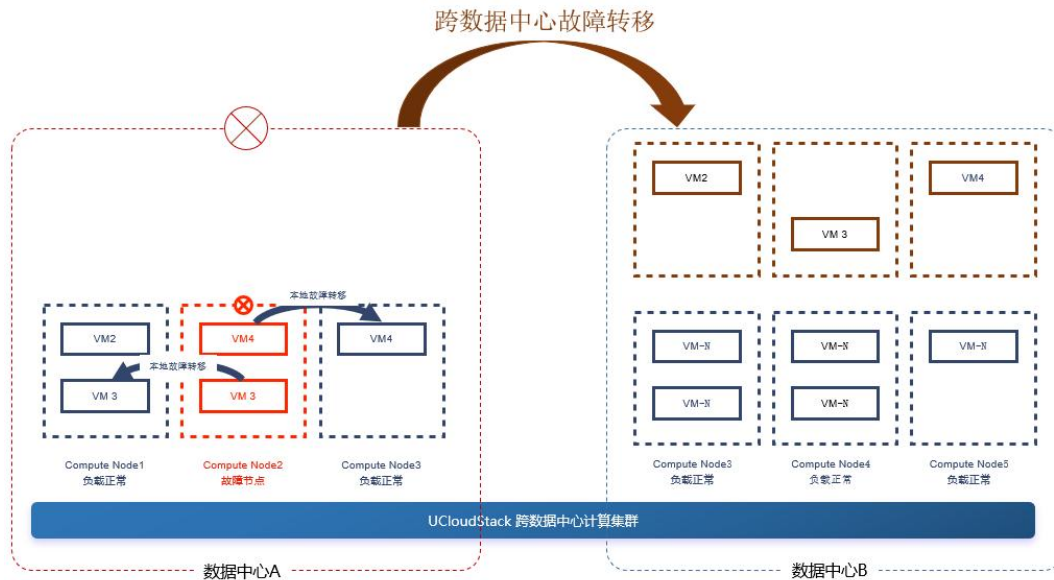 跨数据中心故障转移
VM2
VM4
VM 3
本地故障转移
VM2
VM4
VM4
本地故障转移
VM 3
VM 3
VM-N
VM-N
VM-N
VM-N
VM-N
Compute Node1
负载正常
Compute Node2
故障节点
Compute Node3
负载正常
Compute Node3
负载正常
Compute Node4
负载正常
Compute Node5
负载正常
UCloudStack 跨数据中心计算集群
数据中心A
数据中心B